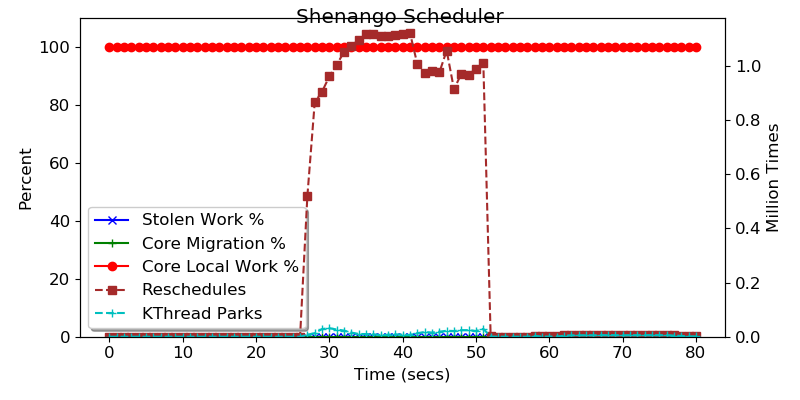 Shenango Scheduler
Percent
100
80
60
40
20
0
Million Times
1.0
0.8
0.6
0.4
0.2
0.0
Stolen Work %
Core Migration %
Core Local Work %
Reschedules
KThread Parks
0 10 20 30 40 50 60 70 80
Time (secs)